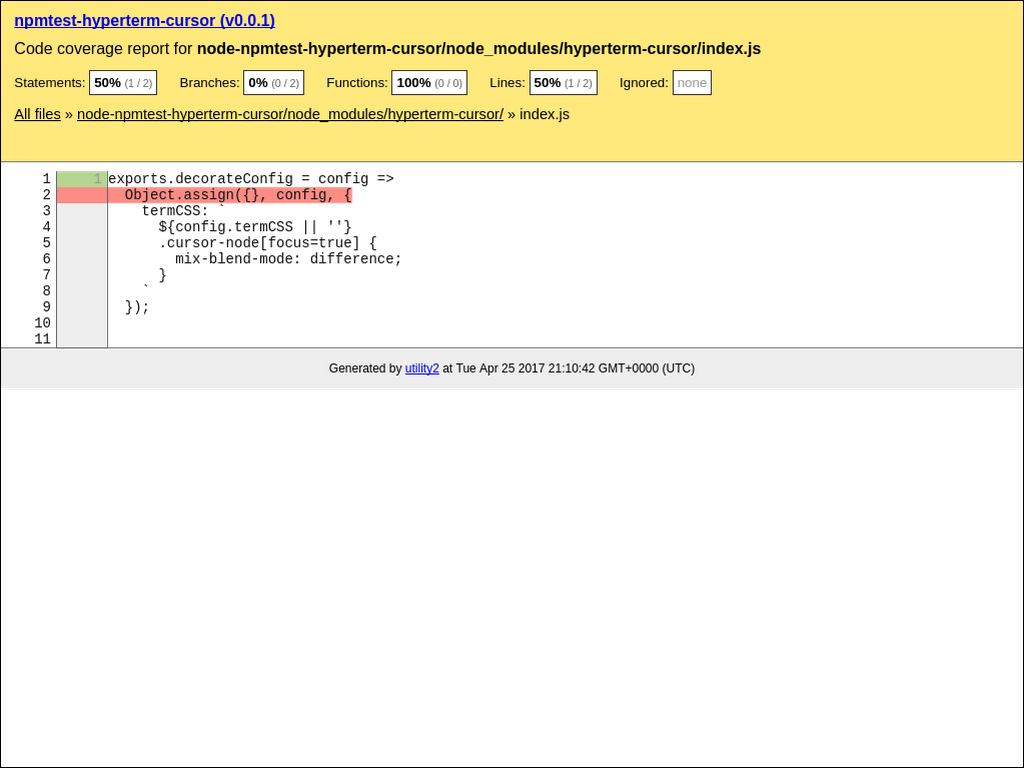 npmtest-hyperterm-cursor (v0.0.1)
Code coverage report for node-npmtest-hyperterm-cursor/node_modules/hyperterm-cursor/index.js
Statements: 50% (1 / 2) Branches: 0% (0 / 2) Functions: 100% (0 / 0) Lines: 50% (1 / 2) Ignored: none
All files » node-npmtest-hyperterm-cursor/node_modules/hyperterm-cursor/ » index.js
1 1 exports.decorateConfig = config =>
2 Object.assign({}, config, {
3 termCSS: `
4 ${config.termCSS || ''}
5 .cursor-node[focus=true] {
6 mix-blend-mode: difference;
7 }
8 `
9 });
10
11
Generated by utility2 at Tue Apr 25 2017 21:10:42 GMT+0000 (UTC)